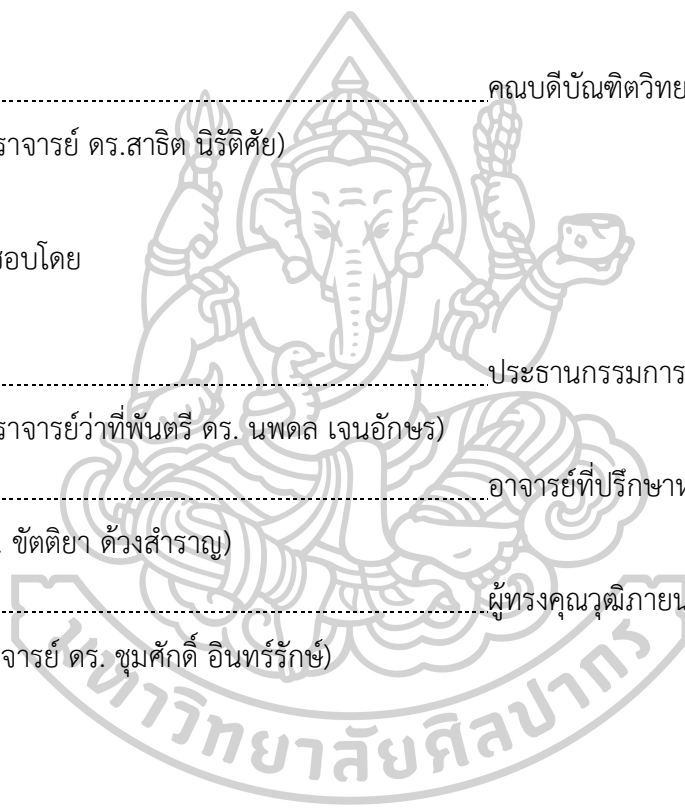 คณบดีบัณฑิตวิทย
ราจารย์ ดร.สาธิต นิรัติศัย)
สอบโดย
ประธานกรรมการ
ราจารย์ว่าที่พันตรี ดร. นพดล เจนอักษร)
อาจารย์ที่ปรึกษาห
. ขัตติยา ด้วงสำราญ)
ผู้ทรงคุณวุฒิภายน
จารย์ ดร. ชุมศักดิ์ อินทร์รักษ์)
มหาวิทยาลัยศิลปากร